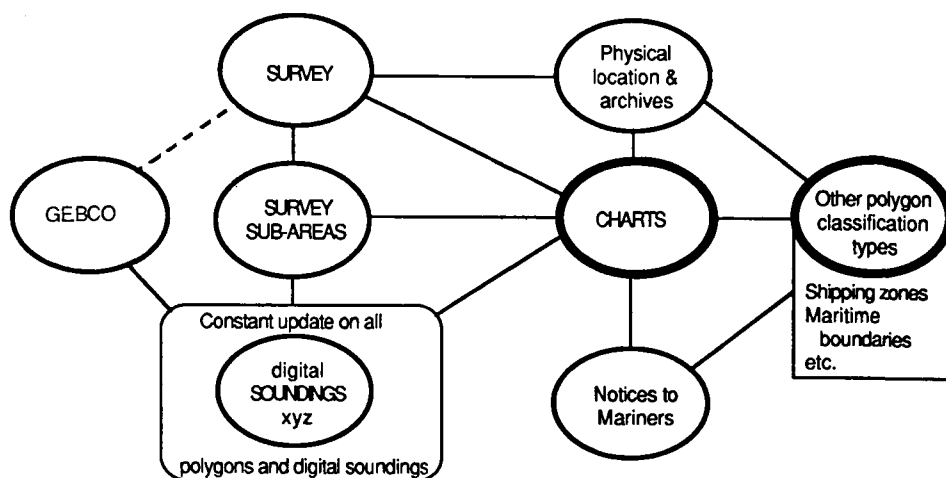 SURVEY
Physical
location &
archives
GEBCO
SURVEY
SUB-AREAS
CHARTS
Other polygon
classification
types
Shipping zones
Maritime
boundaries
etc.
Constant update on all
digital
SOUNDINGS
xyz
polygons and digital soundings
Notices to
Mariners